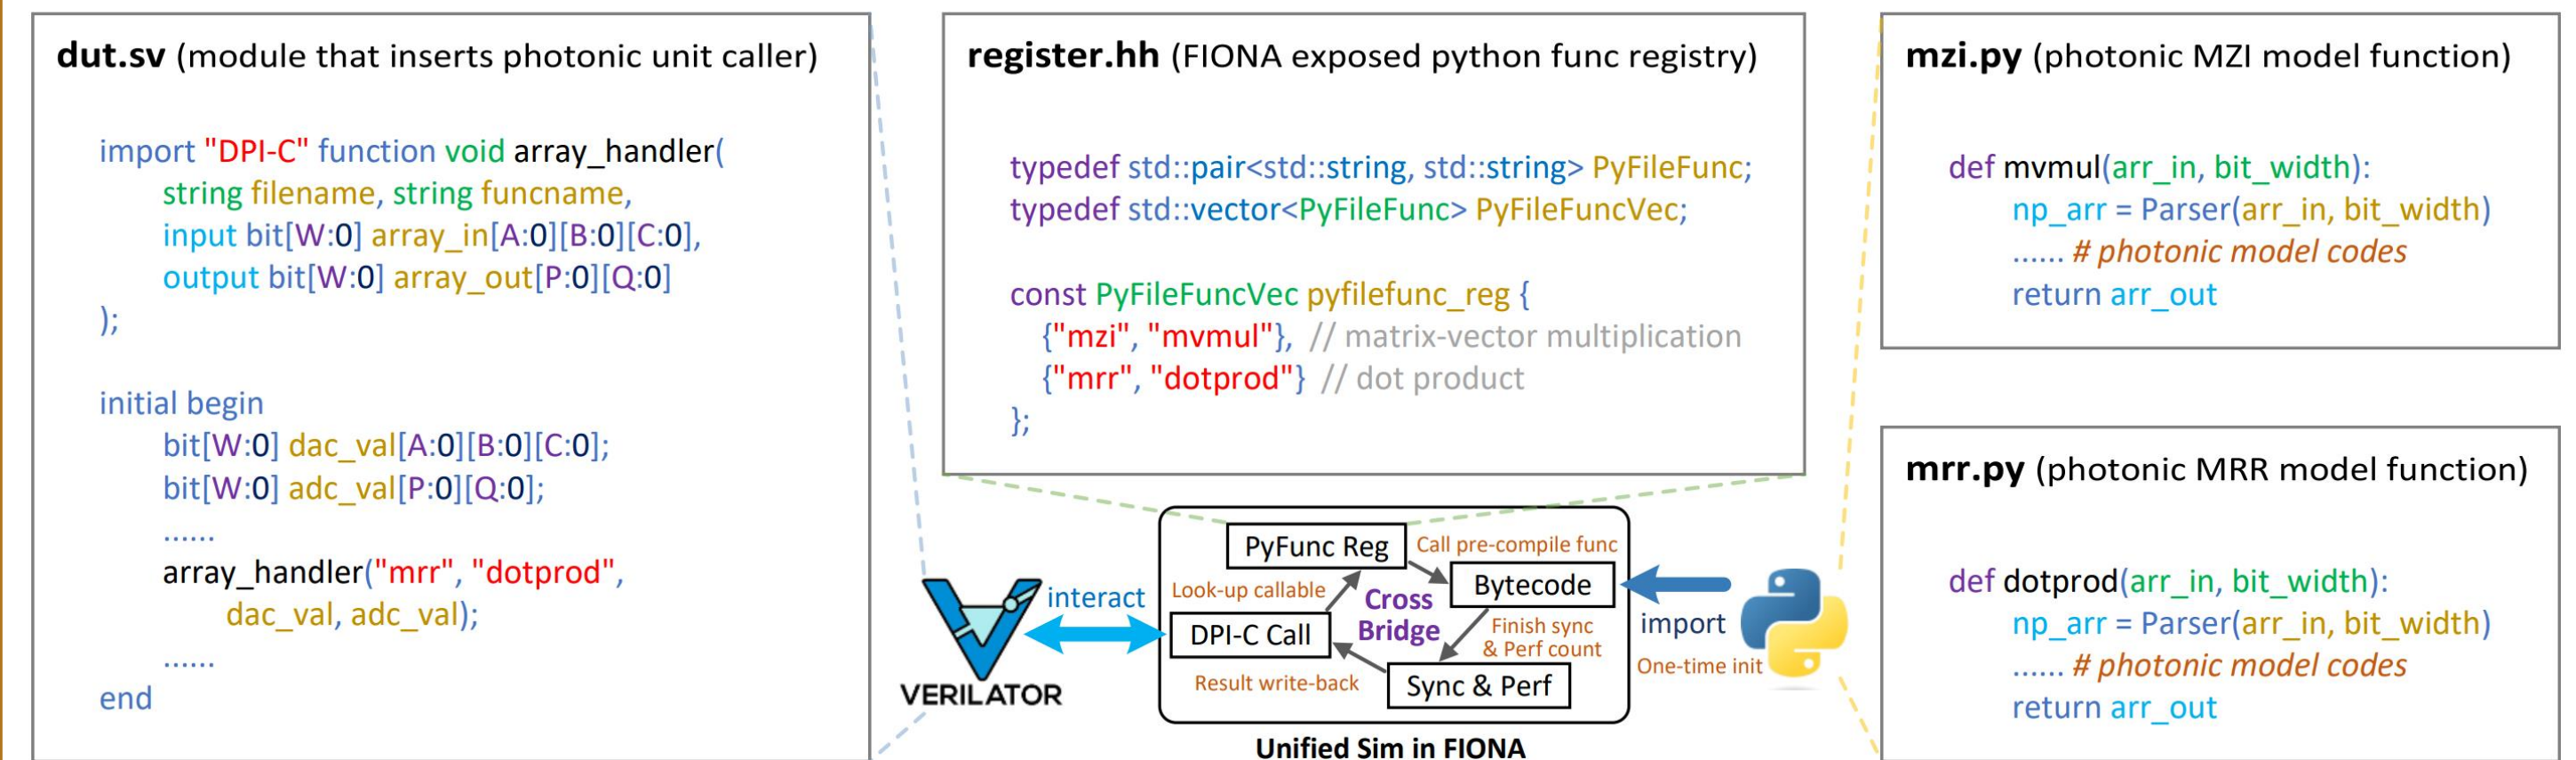 dut.sv (module that inserts photonic unit caller)
import "DPI-C" function void array_handler(
string filename, string funcname,
input bit[W:0] array_in[A:0][B:0][C:0],
output bit[W:0] array_out[P:0][Q:0]
);
initial begin
bit[W:0] dac_val[A:0][B:0][C:0];
bit[W:0] adc_val[P:0][Q:0];
......
array_handler("mrr", "dotprod",
dac_val, adc_val);
......
end
register.hh (FIONA exposed python func registry)
typedef std::pair<std::string, std::string> PyFileFunc;
typedef std::vector<PyFileFunc> PyFileFuncVec;
const PyFileFuncVec pyfilefunc_reg {
{"mzi", "mvmul"}, // matrix-vector multiplication
{"mrr", "dotprod"} // dot product
};
VERILATOR
interact
PyFunc Reg
Call pre-compile func
Look-up callable
Cross
Bridge
Bytecode
DPI-C Call
Finish sync
& Perf count
Result write-back
Sync & Perf
import
One-time init
Unified Sim in FIONA
mzi.py (photonic MZI model function)
def mvmul(arr_in, bit_width):
np_arr = Parser(arr_in, bit_width)
...... # photonic model codes
return arr_out
mrr.py (photonic MRR model function)
def dotprod(arr_in, bit_width):
np_arr = Parser(arr_in, bit_width)
...... # photonic model codes
return arr_out